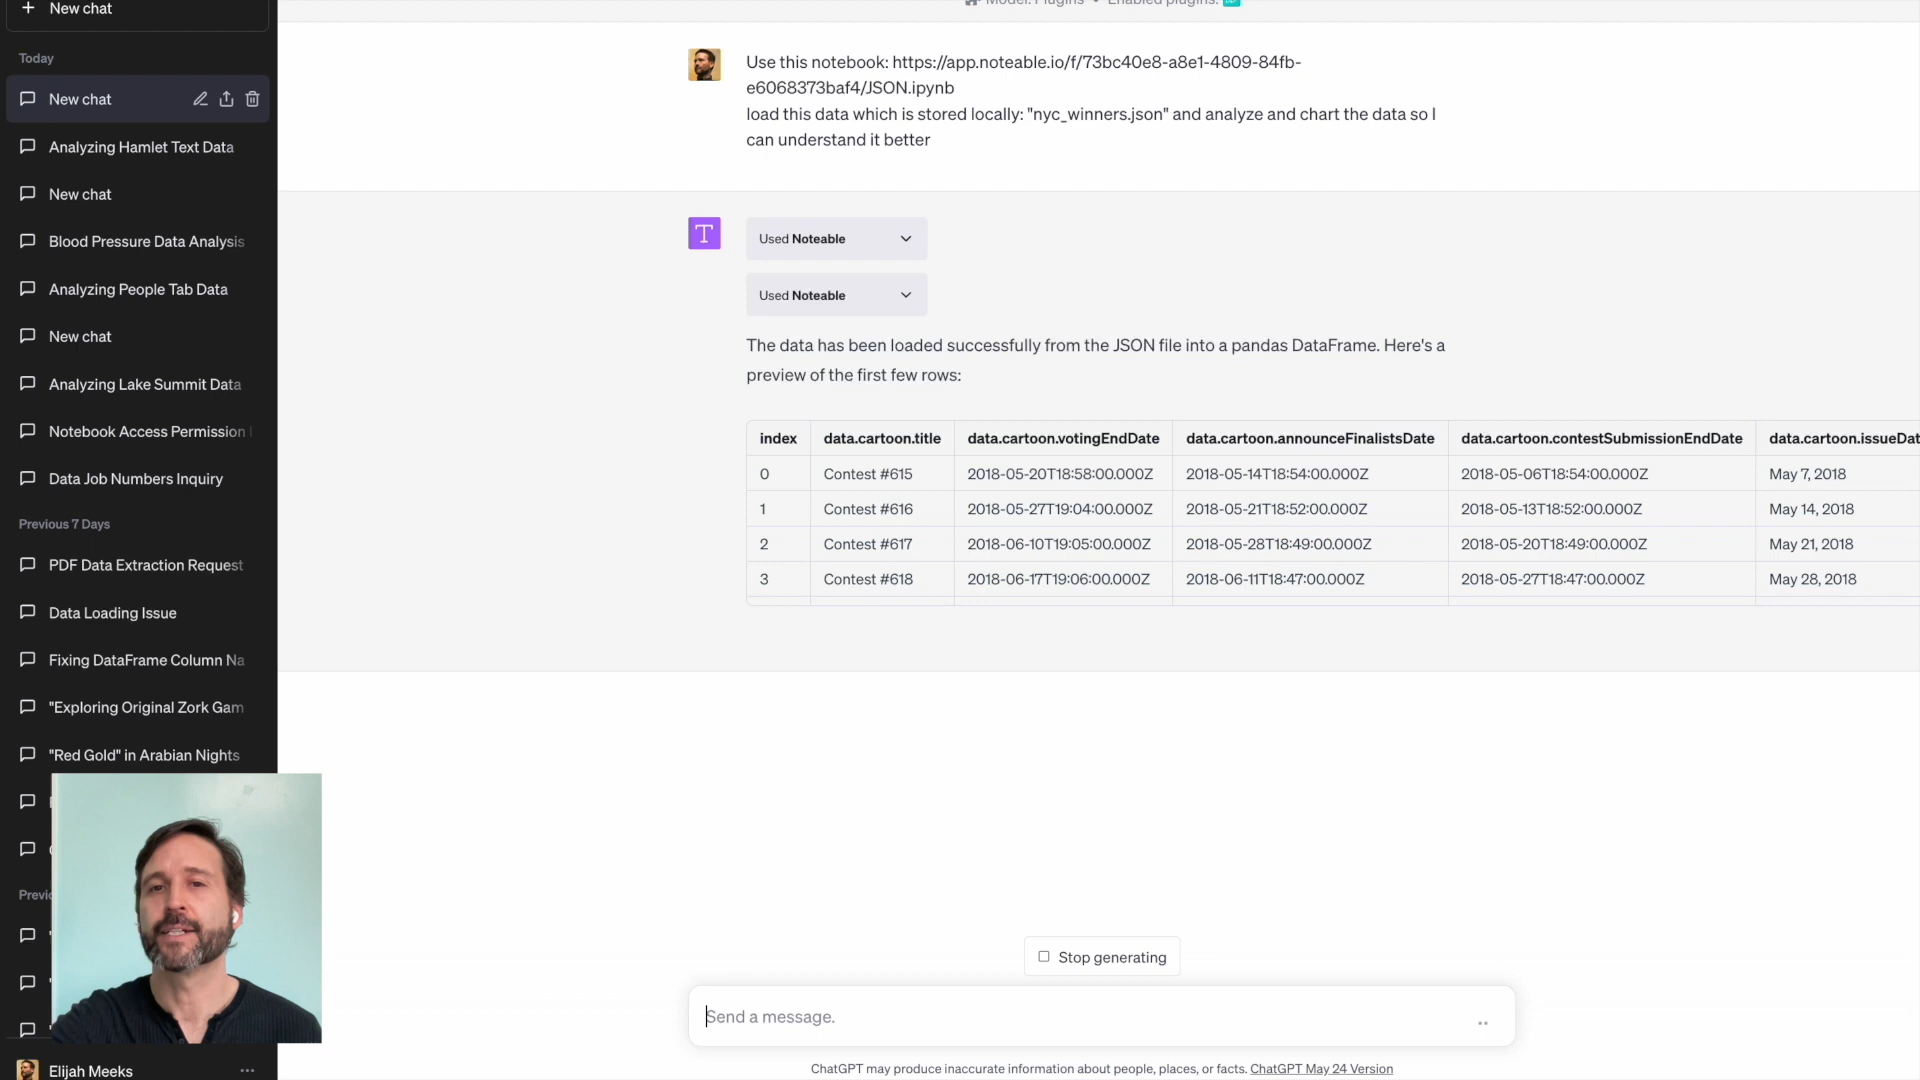 New chat
Today
New chat
Analyzing Hamlet Text Data
New chat
Blood Pressure Data Analysis
Analyzing People Tab Data
New chat
Analyzing Lake Summit Data
Notebook Access Permission
Data Job Numbers Inquiry
Previous 7 Days
PDF Data Extraction Request
Data Loading Issue
Fixing DataFrame Column Na
"Exploring Original Zork Gam
"Red Gold" in Arabian Nights
Elijah Meeks
Model: Plugins • Enabled plugins:
Use this notebook: https://app.noteable.io/f/73bc40e8-a8e1-4809-84fb-
e6068373baf4/JSON.ipynb
load this data which is stored locally: "nyc_winners.json" and analyze and chart the data so I
can understand it better
T
Used Noteable
Used Noteable
The data has been loaded successfully from the JSON file into a pandas DataFrame. Here's a
preview of the first few rows:
index data.cartoon.title data.cartoon.votingEndDate data.cartoon.announceFinalistsDate data.cartoon.contestSubmissionEndDate data.cartoon.issueDat
0 Contest #615 2018-05-20T18:58:00.000Z 2018-05-14T18:54:00.000Z 2018-05-06T18:54:00.000Z May 7, 2018
1 Contest #616 2018-05-27T19:04:00.000Z 2018-05-21T18:52:00.000Z 2018-05-13T18:52:00.000Z May 14, 2018
2 Contest #617 2018-06-10T19:05:00.000Z 2018-05-28T18:49:00.000Z 2018-05-20T18:49:00.000Z May 21, 2018
3 Contest #618 2018-06-17T19:06:00.000Z 2018-06-11T18:47:00.000Z 2018-05-27T18:47:00.000Z May 28, 2018
Stop generating
Send a message.
ChatGPT may produce inaccurate information about people, places, or facts. ChatGPT May 24 Version